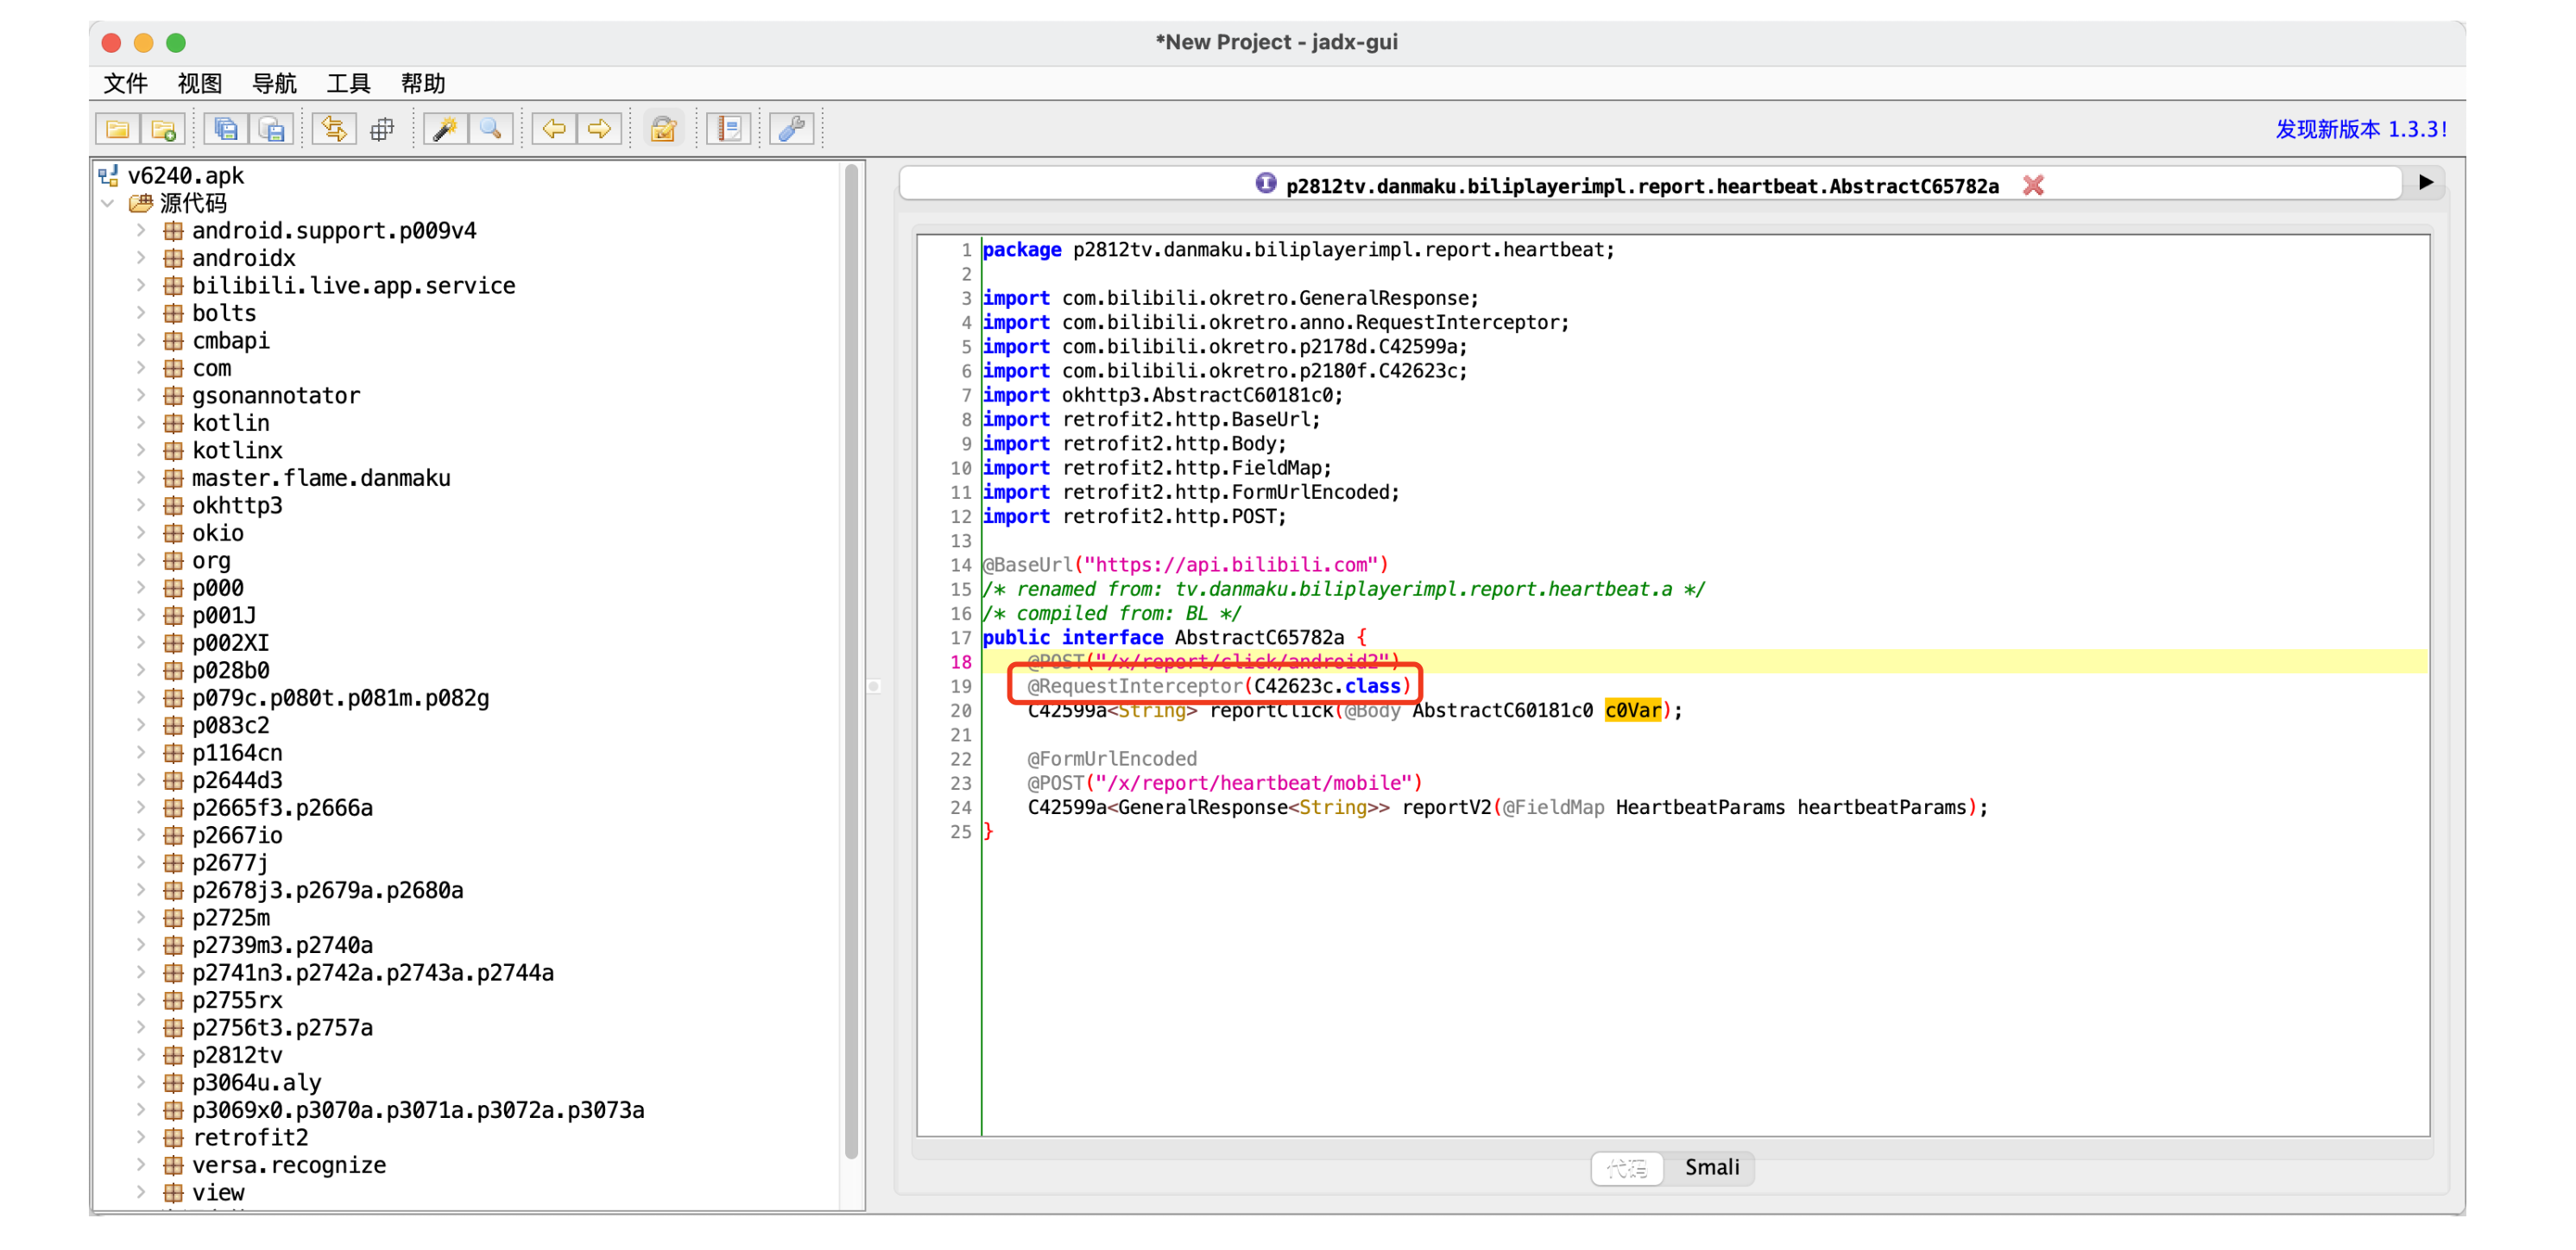 *New Project - jadx-gui
文件 视图 导航 工具 帮助
发现新版本 1.3.3!
v6240.apk
源代码
android.support.p009v4
androidx
bilibili.live.app.service
bolts
cmbapi
com
gsonannotator
kotlin
kotlinx
master.flame.danmaku
okhttp3
okio
org
p000
p001J
p002XI
p028b0
p079c.p080t.p081m.p082g
p083c2
p1164cn
p2644d3
p2665f3.p2666a
p2667io
p2677j
p2678j3.p2679a.p2680a
p2725m
p2739m3.p2740a
p2741n3.p2742a.p2743a.p2744a
p2755rx
p2756t3.p2757a
p2812tv
p3064u.aly
p3069x0.p3070a.p3071a.p3072a.p3073a
retrofit2
versa.recognize
view
p2812tv.danmaku.biliplayerimpl.report.heartbeat.AbstractC65782a
1 package p2812tv.danmaku.biliplayerimpl.report.heartbeat;
2
3 import com.bilibili.okretro.GeneralResponse;
4 import com.bilibili.okretro.anno.RequestInterceptor;
5 import com.bilibili.okretro.p2178d.C42599a;
6 import com.bilibili.okretro.p2180f.C42623c;
7 import okhttp3.AbstractC60181c0;
8 import retrofit2.http.BaseUrl;
9 import retrofit2.http.Body;
10 import retrofit2.http.FieldMap;
11 import retrofit2.http.FormUrlEncoded;
12 import retrofit2.http.POST;
13
14 @BaseUrl("https://api.bilibili.com")
15 /* renamed from: tv.danmaku.biliplayerimpl.report.heartbeat.a */
16 /* compiled from: BL */
17 public interface AbstractC65782a {
18 @POST("/x/report/click/android2")
19 @RequestInterceptor(C42623c.class)
20 C42599a<String> reportClick(@Body AbstractC60181c0 c0Var);
21
22 @FormUrlEncoded
23 @POST("/x/report/heartbeat/mobile")
24 C42599a<GeneralResponse<String>> reportV2(@FieldMap HeartbeatParams heartbeatParams);
25 }
代码 Smali